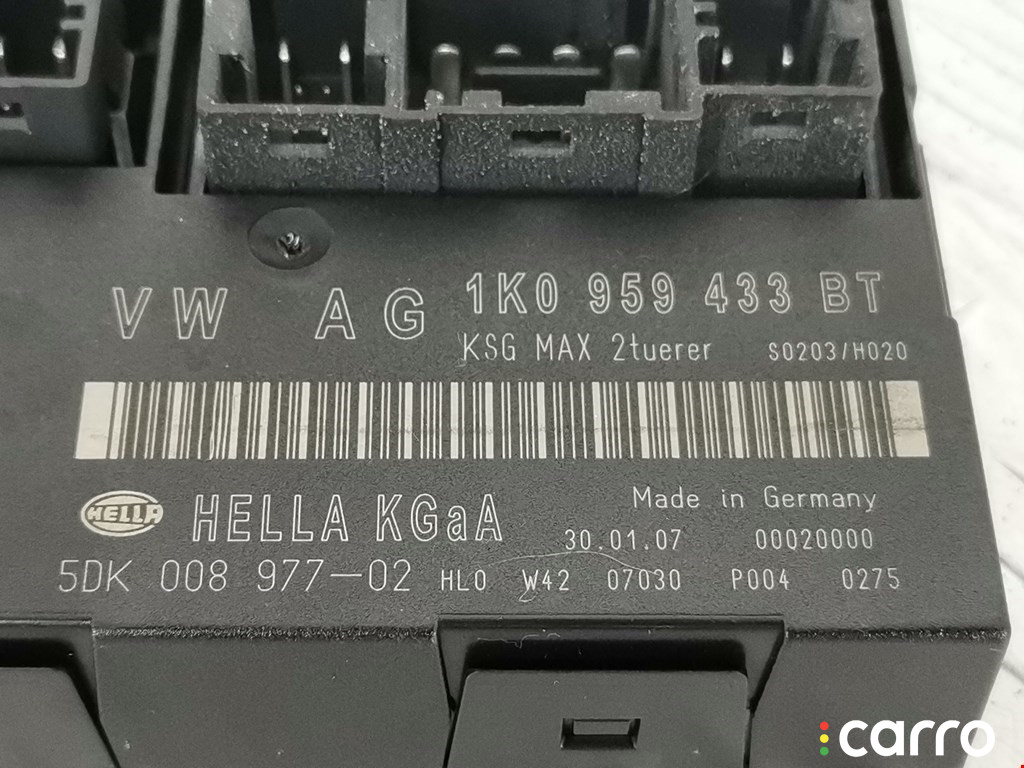 VW AG 1K0 959 433 BT
KSG MAX 2tuerer S0203/H020
HELLA HELLA KGaA Made in Germany
30.01.07 00020000
5DK 008 977-02 HL0 W42 07030 P004 0275
carro